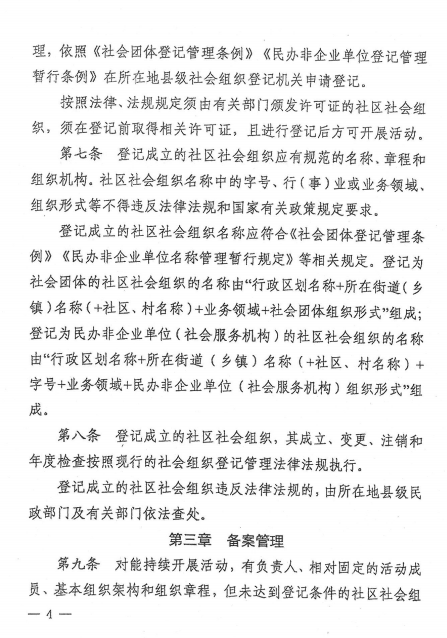 理，依照《社会团体登记管理条例》《民办非企业单位登记管理
暂行条例》在所在地县级社会组织登记机关申请登记。
按照法律、法规规定须由有关部门颁发许可证的社区社会组
织，须在登记前取得相关许可证，且进行登记后方可开展活动。
第七条 登记成立的社区社会组织应有规范的名称、章程和
组织机构。社区社会组织名称中的字号、行（事）业或业务领域、
组织形式等不得违反法律法规和国家有关政策规定要求。
登记成立的社区社会组织名称应符合《社会团体登记管理条
例》《民办非企业单位名称管理暂行规定》等相关规定。登记为
社会团体的社区社会组织的名称由“行政区划名称+所在街道（乡
镇）名称（+社区、村名称）+业务领域+社会团体组织形式”组成；
登记为民办非企业单位（社会服务机构）的社区社会组织的名称
由“行政区划名称+所在街道（乡镇）名称（+社区、村名称）+
字号+业务领域+民办非企业单位（社会服务机构）组织形式”组
成。
第八条 登记成立的社区社会组织，其成立、变更、注销和
年度检查按照现行的社会组织登记管理法律法规执行。
登记成立的社区社会组织违反法律法规的，由所在地县级民
政部门及有关部门依法查处。
第三章 备案管理
第九条 对能持续开展活动，有负责人、相对固定的活动成
员、基本组织架构和组织章程，但未达到登记条件的社区社会组
— 4 —